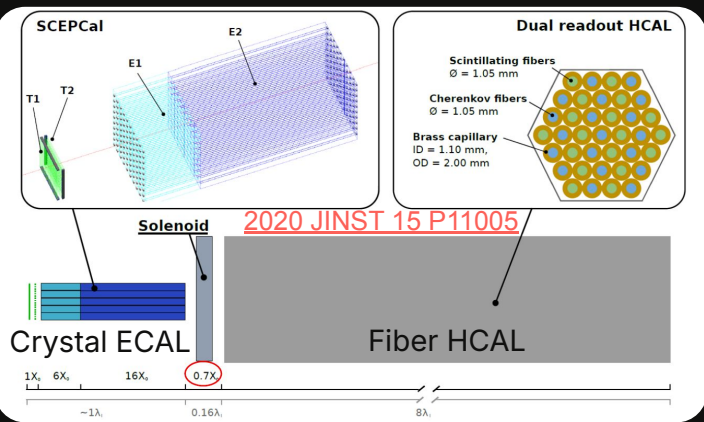 SCEPCal
E1
E2
T1
T2
Dual readout HCAL
Scintillating fibers
Ø = 1.05 mm
Cherenkov fibers
Ø = 1.05 mm
Brass capillary
ID = 1.10 mm,
OD = 2.00 mm
Solenoid
2020 JINST 15 P11005
Crystal ECAL
Fiber HCAL
1X₀
6X₀
16X₀
0.7X₀
~1λᵢ
0.16λᵢ
8λᵢ